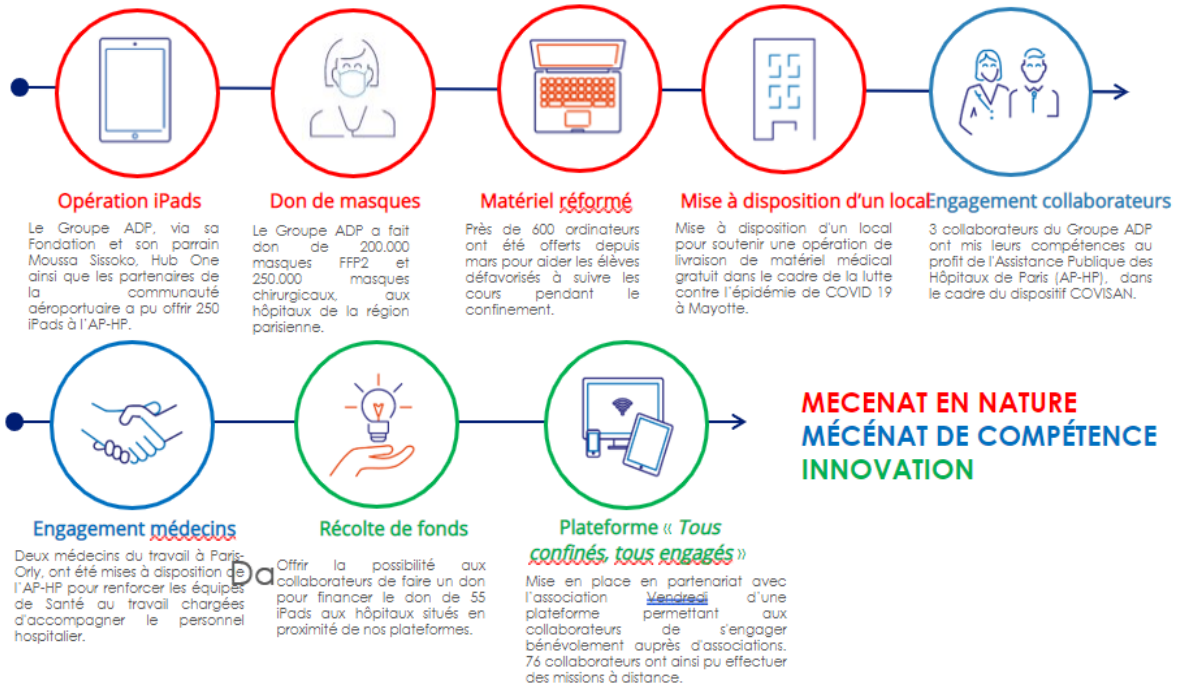 Opération iPads
Le Groupe ADP, via sa
Fondation et son parrain
Moussa Sissoko, Hub One
ainsi que les partenaires de
la communauté
aéroportuaire a pu offrir 250
iPads à l'AP-HP.
Don de masques
Le Groupe ADP a fait
don de 200.000
masques FFP2 et
250.000 masques
chirurgicaux, aux
hôpitaux de la région
parisienne.
Matériel réformé
Près de 600 ordinateurs
ont été offerts depuis
mars pour aider les élèves
défavorisés à suivre les
cours pendant le
confinement.
Mise à disposition d'un local
Mise à disposition d'un local
pour soutenir une opération de
livraison de matériel médical
gratuit dans le cadre de la lutte
contre l'épidémie de COVID 19
à Mayotte.
Engagement collaborateurs
3 collaborateurs du Groupe ADP
ont mis leurs compétences au
profit de l'Assistance Publique des
Hôpitaux de Paris (AP-HP), dans
le cadre du dispositif COVISAN.
Engagement médecins
Deux médecins du travail à Paris-
Orly, ont été mises à disposition de
l'AP-HP pour renforcer les équipes
de Santé au travail chargées
d'accompagner le personnel
hospitalier.
Da
Récolte de fonds
Offrir la possibilité aux
collaborateurs de faire un don
pour financer le don de 55
iPads aux hôpitaux situés en
proximité de nos plateformes.
Plateforme « Tous
confinés, tous engagés »
Mise en place en partenariat avec
l'association Vendredi d'une
plateforme permettant aux
collaborateurs de s'engager
bénévolement auprès d'associations.
76 collaborateurs ont ainsi pu effectuer
des missions à distance.
MECENAT EN NATURE
MÉCÉNAT DE COMPÉTENCE
INNOVATION